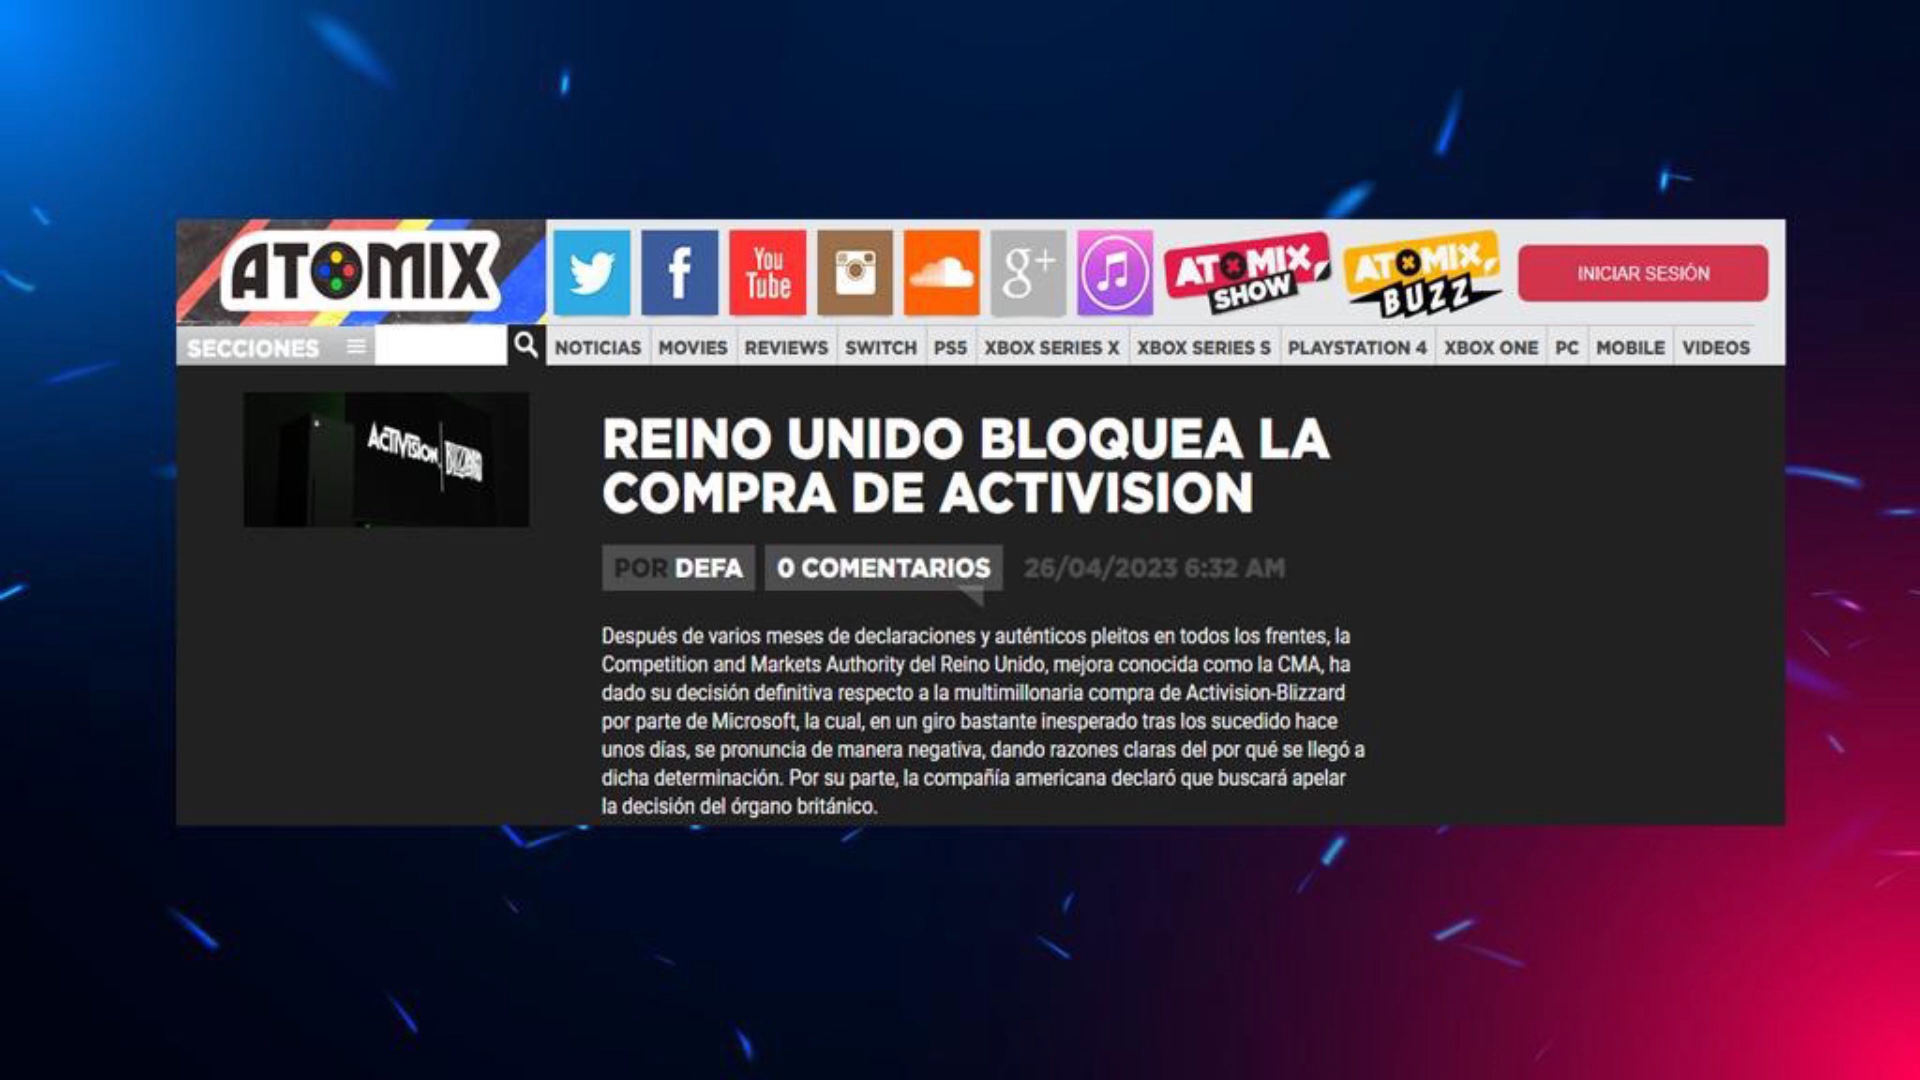 ATOMIX
You
Tube
g+
ATOMIX
SHOW
ATOMIX
BUZZ
INICIAR SESIÓN
SECCIONES
NOTICIAS MOVIES REVIEWS SWITCH PS5 XBOX SERIES X XBOX SERIES S PLAYSTATION 4 XBOX ONE PC MOBILE VIDEOS
ACTIVISION BLIZZARD
REINO UNIDO BLOQUEA LA
COMPRA DE ACTIVISION
POR DEFA 0 COMENTARIOS 26/04/2023 6:32 AM
Después de varios meses de declaraciones y auténticos pleitos en todos los frentes, la
Competition and Markets Authority del Reino Unido, mejora conocida como la CMA, ha
dado su decisión definitiva respecto a la multimillonaria compra de Activision-Blizzard
por parte de Microsoft, la cual, en un giro bastante inesperado tras los sucedido hace
unos días, se pronuncia de manera negativa, dando razones claras del por qué se llegó a
dicha determinación. Por su parte, la compañía americana declaró que buscará apelar
la decisión del órgano británico.